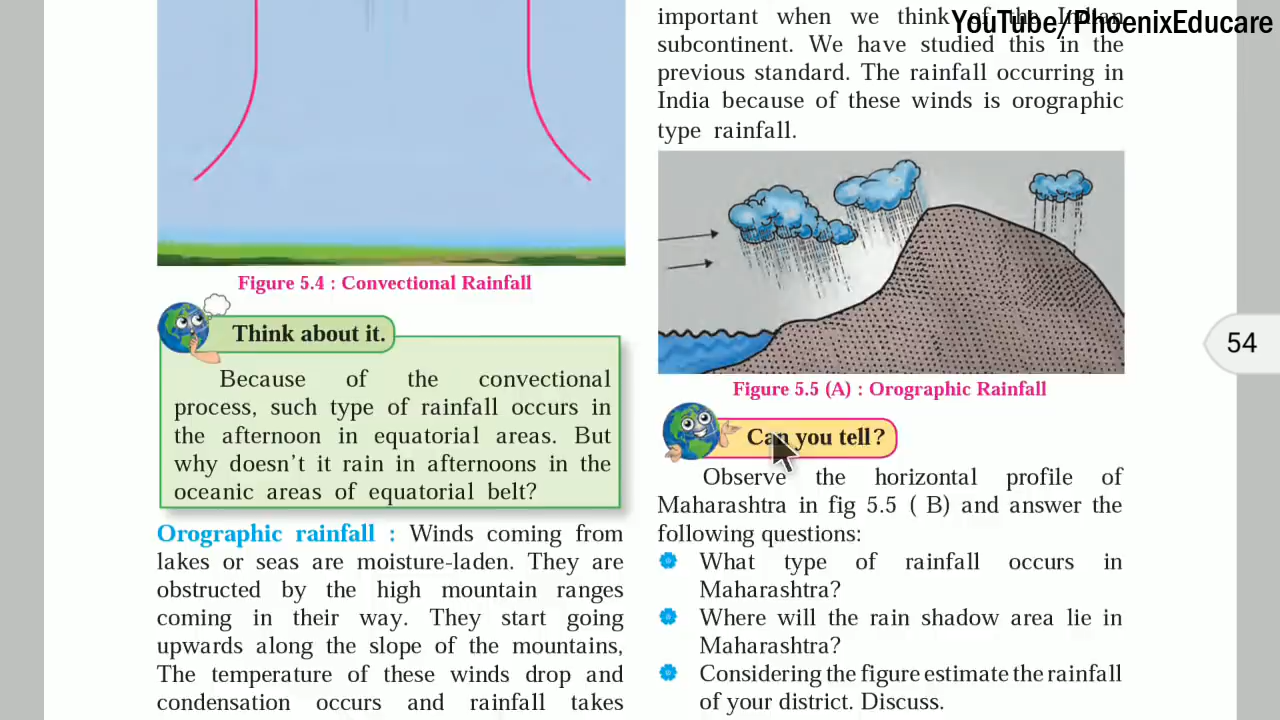 Figure 5.4 : Convectional Rainfall
Think about it.
Because of the convectional
process, such type of rainfall occurs in
the afternoon in equatorial areas. But
why doesn't it rain in afternoons in the
oceanic areas of equatorial belt?
Orographic rainfall : Winds coming from
lakes or seas are moisture-laden. They are
obstructed by the high mountain ranges
coming in their way. They start going
upwards along the slope of the mountains,
The temperature of these winds drop and
condensation occurs and rainfall takes
important when we think of the Indian
YouTube/PhoenixEducare
subcontinent. We have studied this in the
previous standard. The rainfall occurring in
India because of these winds is orographic
type rainfall.
Figure 5.5 (A) : Orographic Rainfall
Can you tell?
Observe the horizontal profile of
Maharashtra in fig 5.5 ( B) and answer the
following questions:
What type of rainfall occurs in
Maharashtra?
Where will the rain shadow area lie in
Maharashtra?
Considering the figure estimate the rainfall
of your district. Discuss.
54